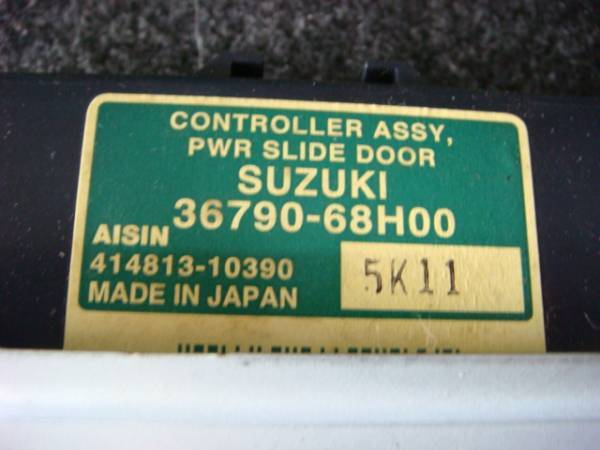 CONTROLLER ASSY,
PWR SLIDE DOOR
SUZUKI
36790-68H00
AISIN
414813-10390
5K11
MADE IN JAPAN